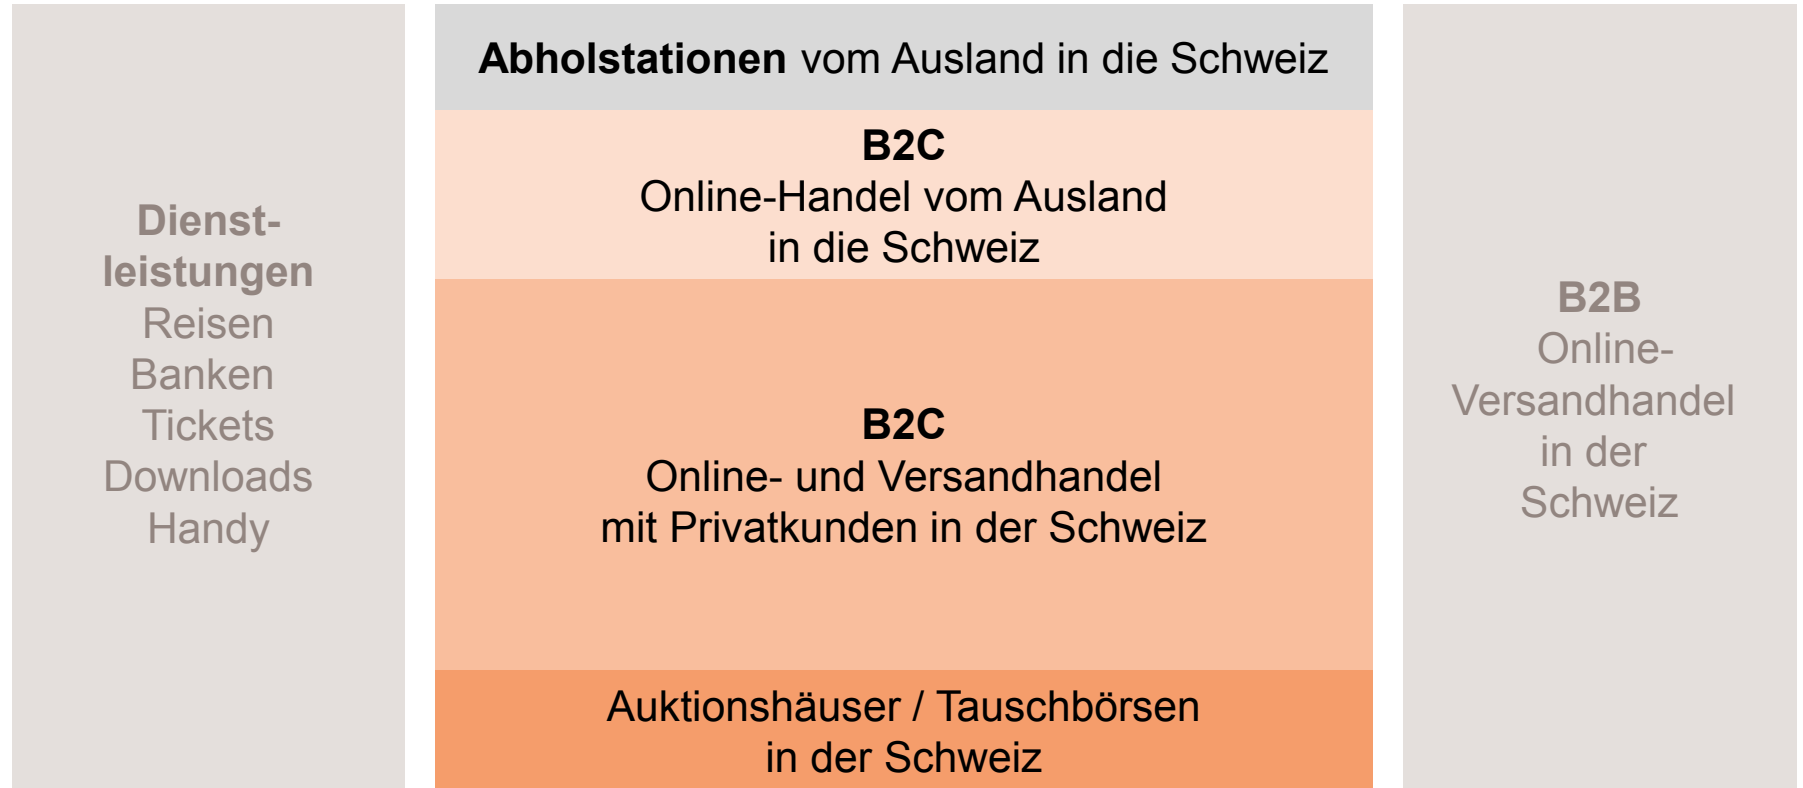 Dienst-
leistungen
Reisen
Banken
Tickets
Downloads
Handy
Abholstationen vom Ausland in die Schweiz
B2C
Online-Handel vom Ausland
in die Schweiz
B2C
Online- und Versandhandel
mit Privatkunden in der Schweiz
Auktionshäuser / Tauschbörsen
in der Schweiz
B2B
Online-
Versandhandel
in der
Schweiz